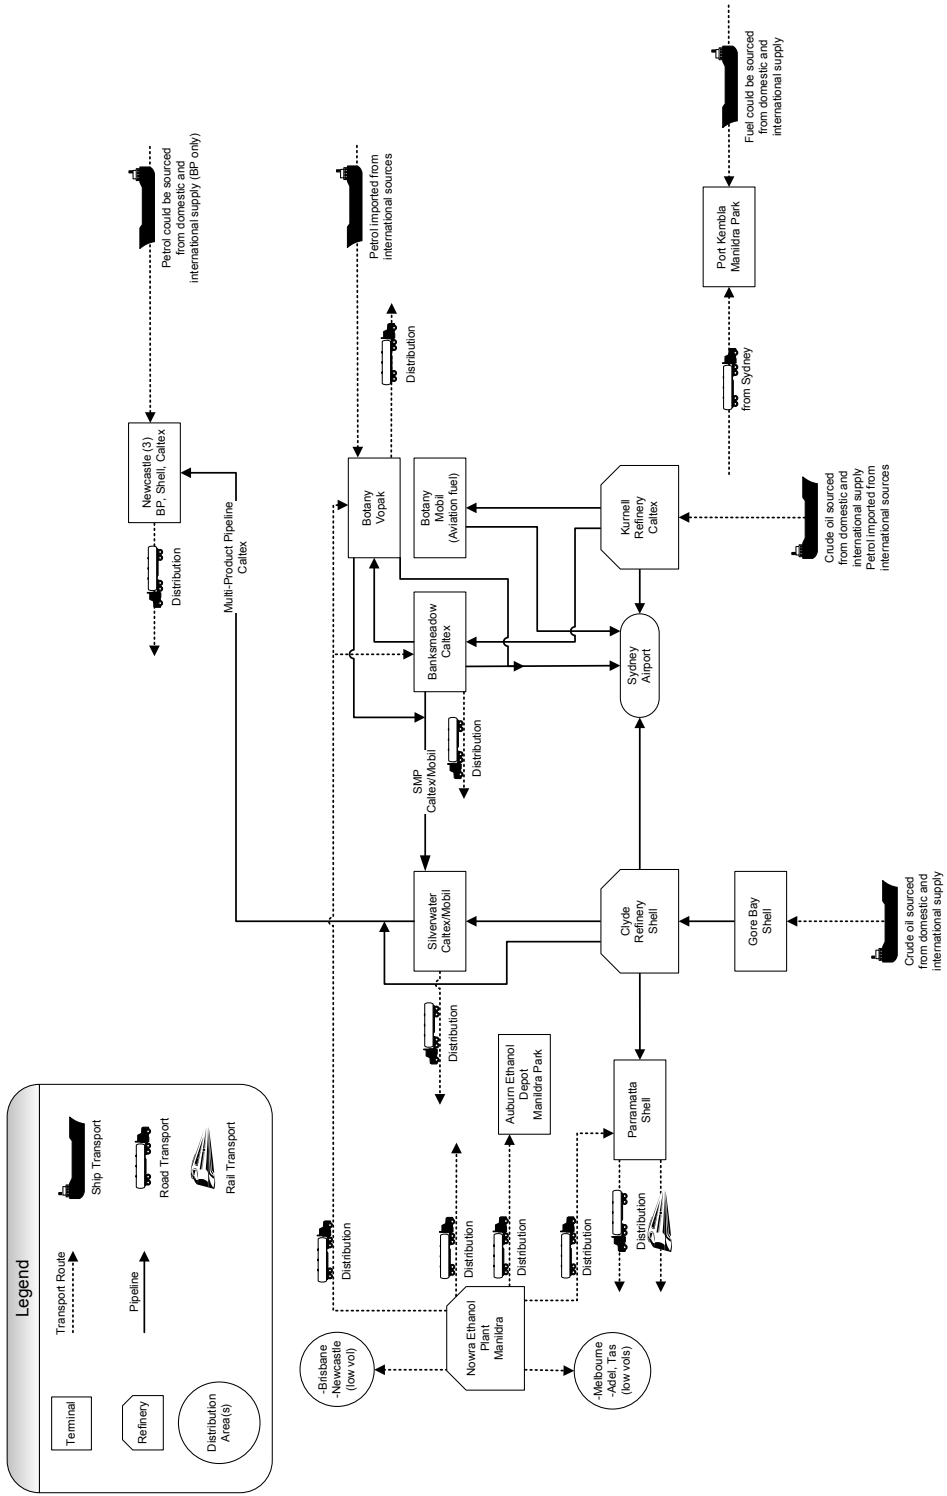 Legend
Terminal
Refinery
Distribution
Area(s)
Transport Route
Pipeline
Ship Transport
Road Transport
Rail Transport
Petrol could be sourced
from domestic and
international supply (BP only)
Newcastle (3)
BP, Shell, Caltex
Distribution
Multi-Product Pipeline
Caltex
Petrol imported from
international sources
Distribution
Botany
Vopak
Botany
Mobil
(Aviation fuel)
Banksmeadow
Caltex
Distribution
SMP
Caltex/Mobil
Silverwater
Caltex/Mobil
Distribution
Kurnell
Refinery
Caltex
Sydney
Airport
Clyde
Refinery
Shell
Gore Bay
Shell
Crude oil sourced
from domestic and
international supply
Crude oil sourced
from domestic and
international supply
Petrol imported from
international sources
from Sydney
Port Kembla
Manildra Park
Fuel could be sourced
from domestic and
international supply
Parramatta
Shell
Distribution
Auburn Ethanol
Depot
Manildra Park
Distribution
Distribution
Distribution
Distribution
Nowra Ethanol
Plant
Manildra
-Brisbane
-Newcastle
(low vol)
-Melbourne
-Adel, Tas
(low vols)